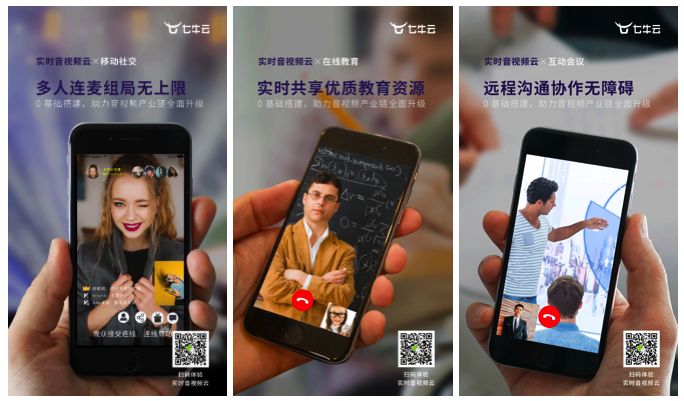 七牛云
实时音视频云×移动社交
多人连麦组局无上限
0 基础搭建，助力音视频产业链全面升级
扫码体验
实时音视频云
七牛云
实时音视频云×在线教育
实时共享优质教育资源
0 基础搭建，助力音视频产业链全面升级
扫码体验
实时音视频云
七牛云
实时音视频云×互动会议
远程沟通协作无障碍
0 基础搭建，助力音视频产业链全面升级
扫码体验
实时音视频云